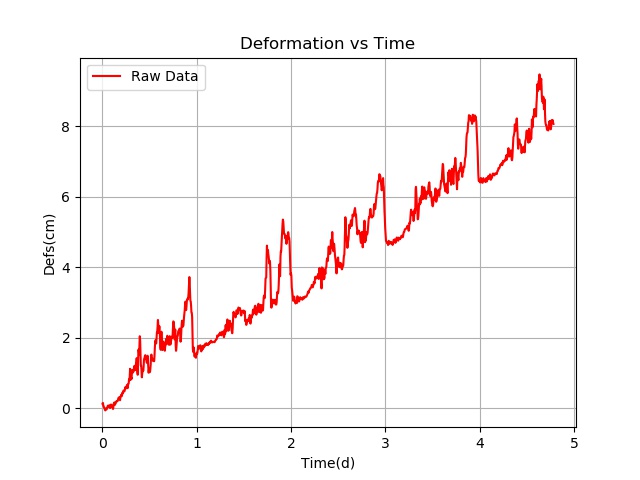 Deformation vs Time
Raw Data
Defs(cm)
8
6
4
2
0
0 1 2 3 4 5
Time(d)